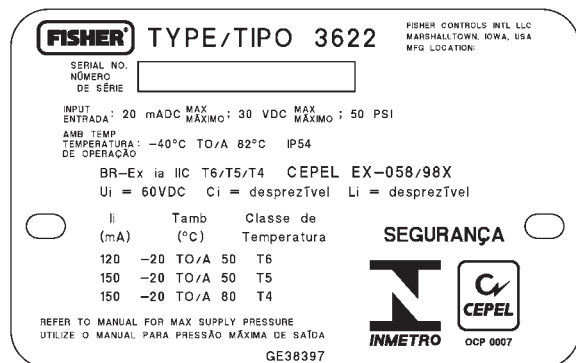 FISHER TYPE/TIPO 3622
FISHER CONTROLS INTL LLC
MARSHALLTOWN, IOWA, USA
MFG LOCATION:
SERIAL NO.
NÚMERO
DE SÉRIE
INPUT
ENTRADA: 20 mADC MAX MÁXIMO; 30 VDC MAX MÁXIMO; 50 PSI
AMB TEMP
TEMPERATURA: –40°C TO/A 82°C IP54
DE OPERAÇÃO
BR–Ex ia IIC T6/T5/T4 CEPEL EX–058/98X
Ui = 60VDC Ci = desprezīvel Li = desprezīvel
Ii Tamb Classe de
(mA) (°C) Temperatura
120 –20 TO/A 50 T6
150 –20 TO/A 50 T5
150 –20 TO/A 80 T4
SEGURANÇA
INMETRO
CEPEL
OCP 0007
REFER TO MANUAL FOR MAX SUPPLY PRESSURE
UTILIZE O MANUAL PARA PRESSÃO MÁXIMA DE SAÍDA
GE38397